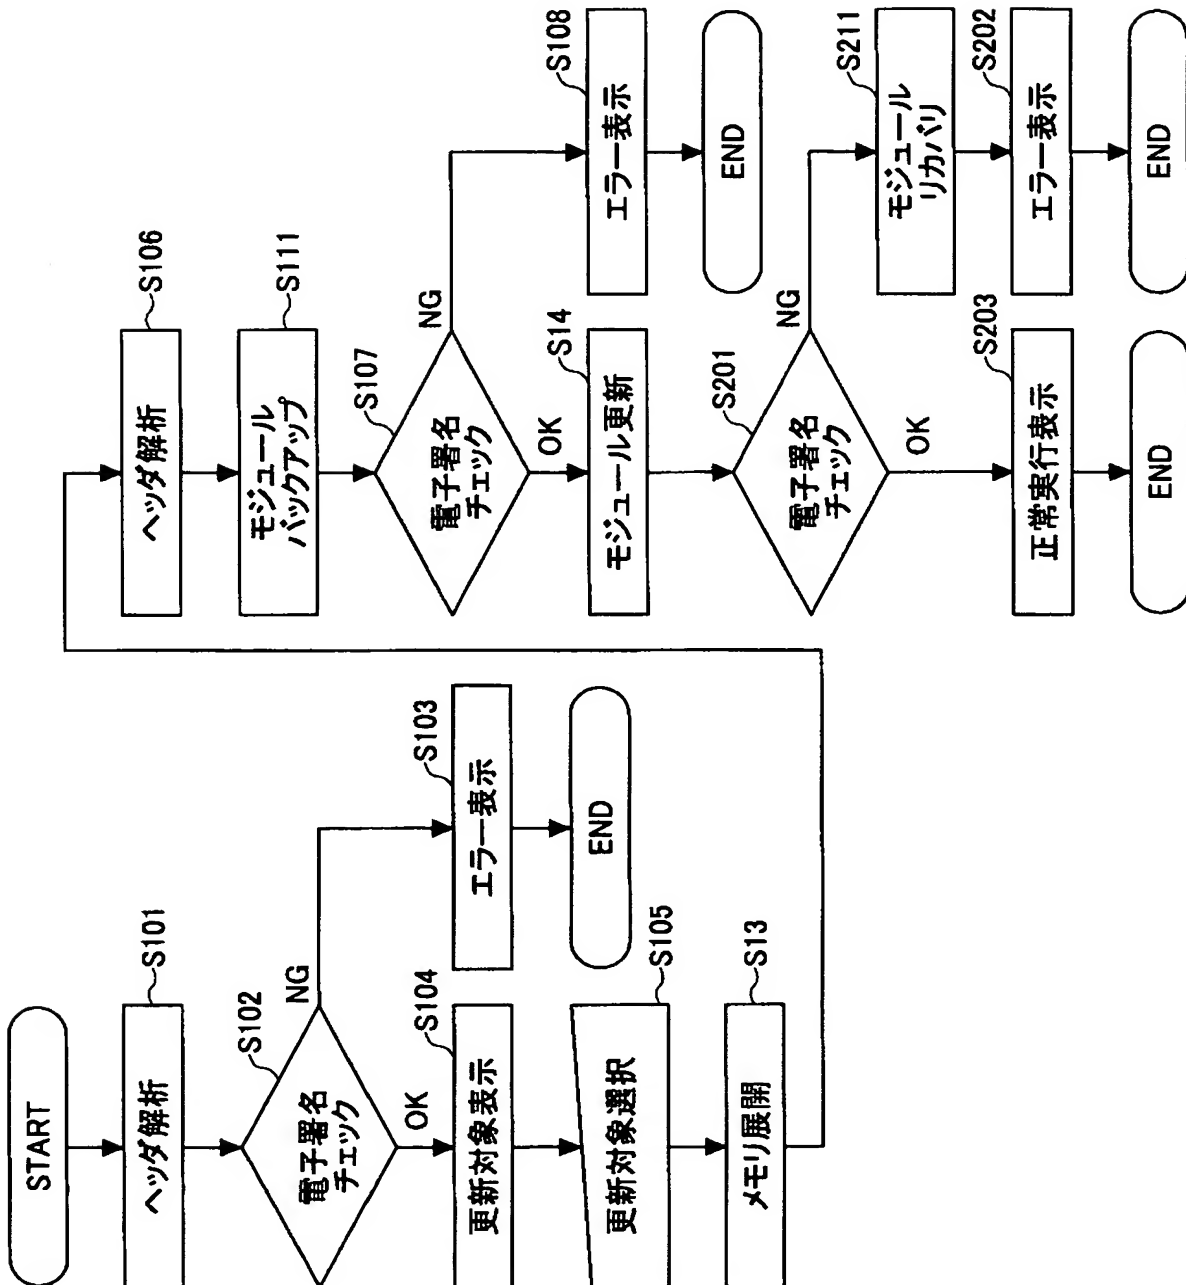 START
ヘッダ解析
S101
電子署名
チェック
S102
NG
OK
エラー表示
S103
END
更新対象表示
S104
更新対象選択
S105
メモリ展開
S13
ヘッダ解析
S106
モジュール
バックアップ
S111
電子署名
チェック
S107
NG
OK
エラー表示
S108
END
モジュール更新
S14
電子署名
チェック
S201
NG
OK
モジュール
リカバリ
S211
エラー表示
S202
END
正常実行表示
S203
END